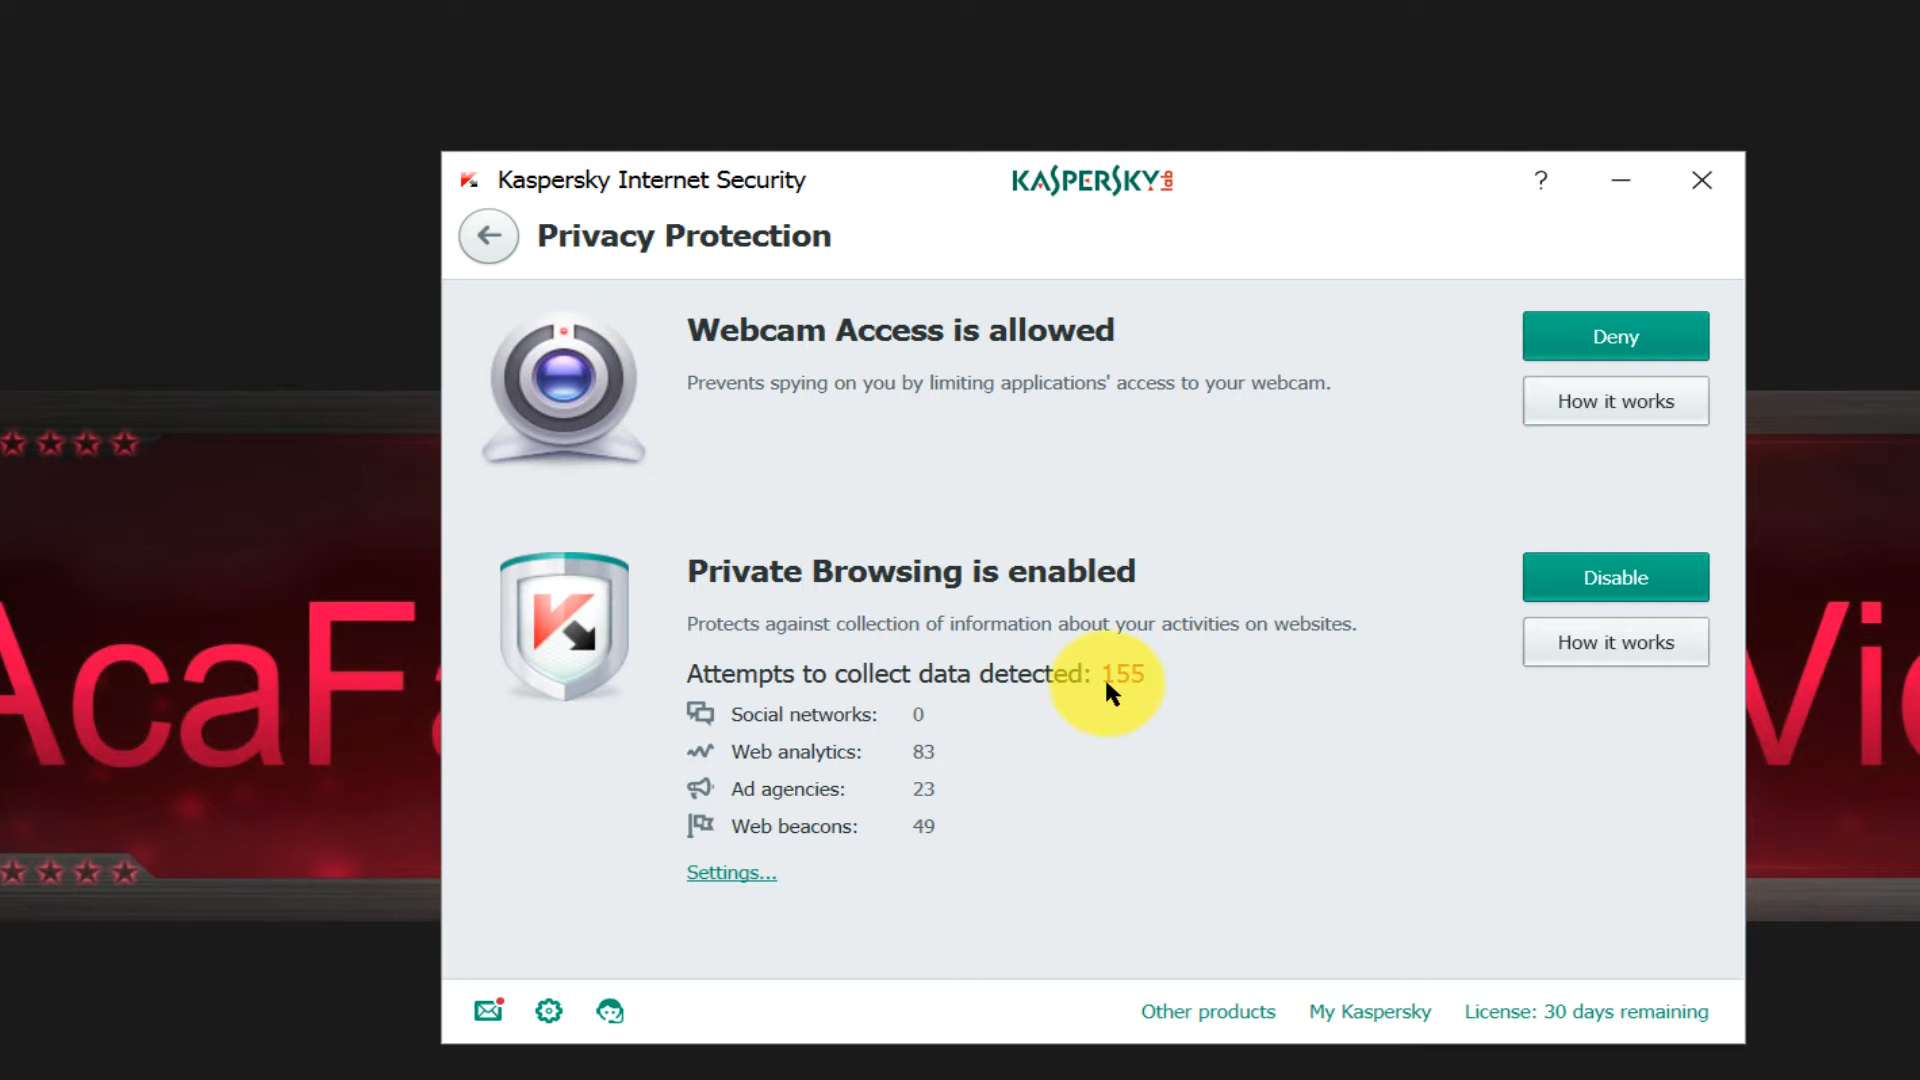 Kaspersky Internet Security
KASPERSKY lab
?
Privacy Protection
Webcam Access is allowed
Prevents spying on you by limiting applications' access to your webcam.
Deny
How it works
Private Browsing is enabled
Protects against collection of information about your activities on websites.
Disable
How it works
Attempts to collect data detected: 155
Social networks: 0
Web analytics: 83
Ad agencies: 23
Web beacons: 49
Settings...
AcaFa
Vi
Other products
My Kaspersky
License: 30 days remaining